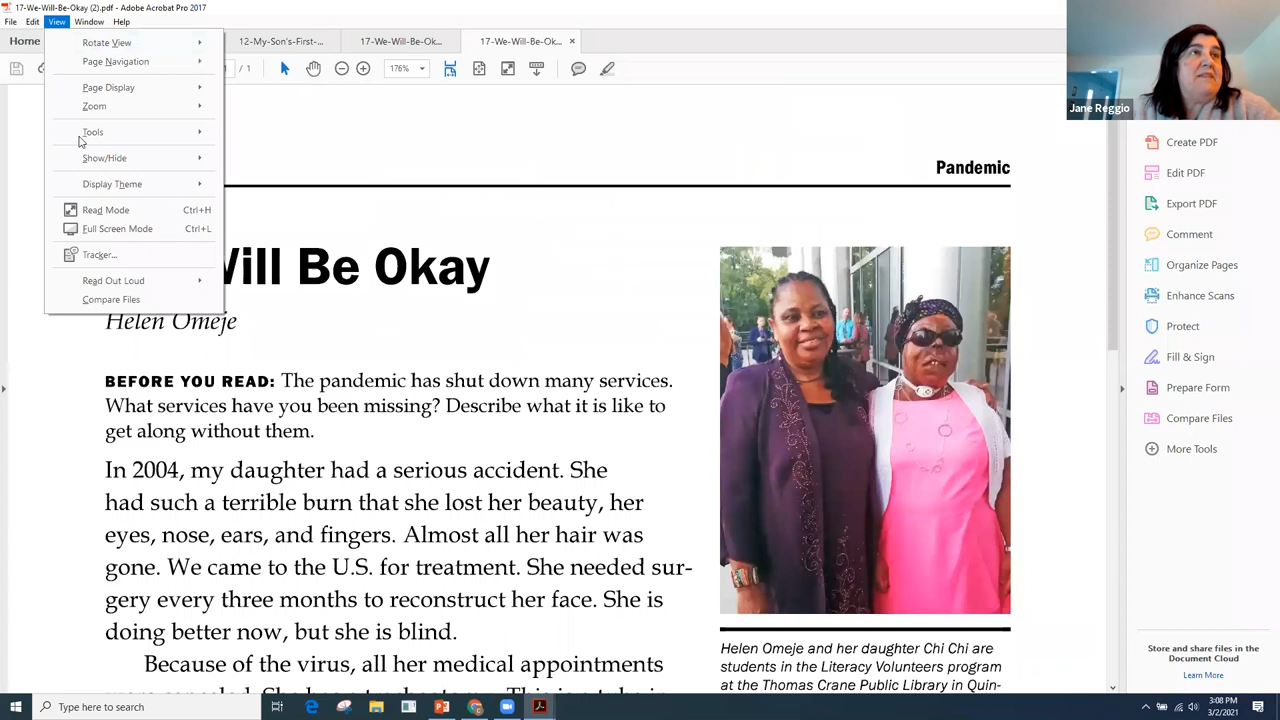 17-We-Will-Be-Okay (2).pdf - Adobe Acrobat Pro 2017
File Edit View Window Help
Home 12-My-Son's-First-... 17-We-Will-Be-Ok... 17-We-Will-Be-Ok... ×
/ 1 176%
Rotate View
Page Navigation
Page Display
Zoom
Tools
Show/Hide
Display Theme
Read Mode Ctrl+H
Full Screen Mode Ctrl+L
Tracker...
Read Out Loud
Compare Files
Jane Reggio
Pandemic
Will Be Okay
Helen Omeje
BEFORE YOU READ: The pandemic has shut down many services.
What services have you been missing? Describe what it is like to
get along without them.
In 2004, my daughter had a serious accident. She
had such a terrible burn that she lost her beauty, her
eyes, nose, ears, and fingers. Almost all her hair was
gone. We came to the U.S. for treatment. She needed sur-
gery every three months to reconstruct her face. She is
doing better now, but she is blind.
Because of the virus, all her medical appointments
Helen Omeje and her daughter Chi Chi are
students in the Literacy Volunteers program
at the Thomas Crane Public Library in Quin-
Create PDF
Edit PDF
Export PDF
Comment
Organize Pages
Enhance Scans
Protect
Fill & Sign
Prepare Form
Compare Files
More Tools
Store and share files in the
Document Cloud
Learn More
Type here to search
3:08 PM
3/2/2021